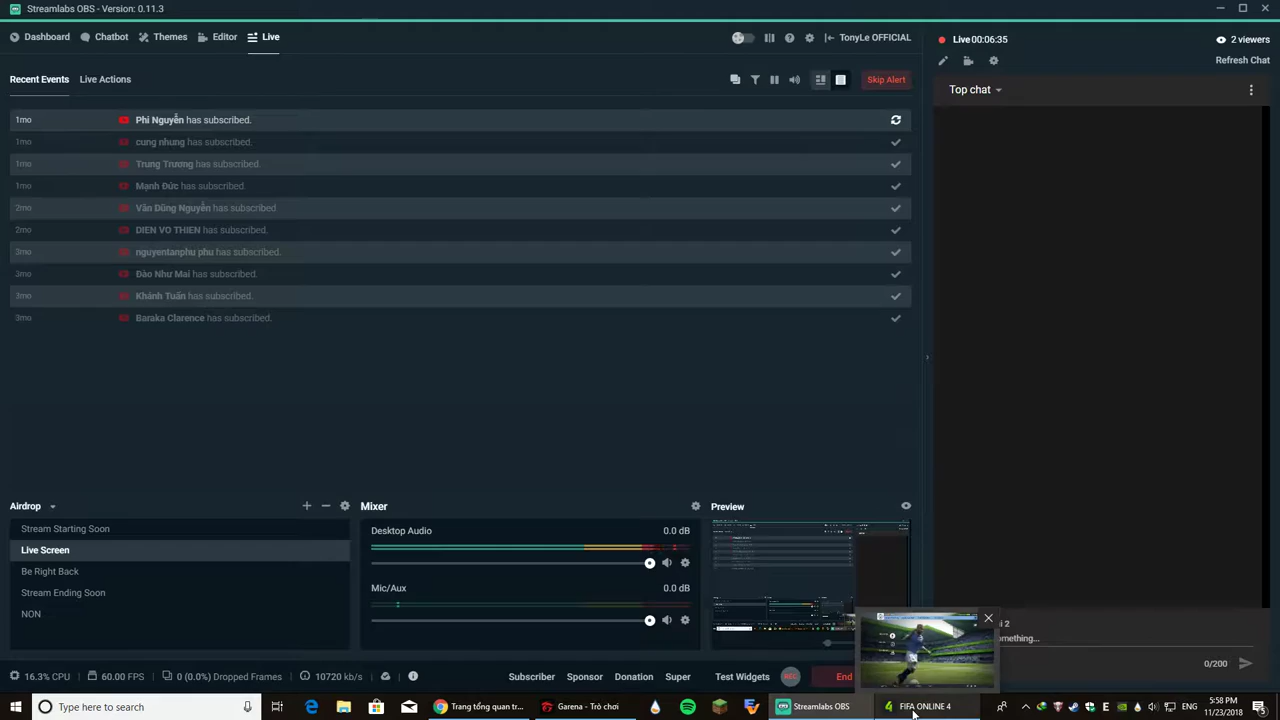 Streamlabs OBS - Version: 0.11.3
Dashboard Chatbot Themes Editor Live TonyLe OFFICIAL
Live 00:06:35 2 viewers
Refresh Chat
Recent Events Live Actions Skip Alert
Top chat
1mo Phi Nguyễn has subscribed.
1mo cung nhung has subscribed.
1mo Trung Trương has subscribed.
1mo Mạnh Đức has subscribed.
2mo Văn Dũng Nguyễn has subscribed.
2mo DIEN VO THIEN has subscribed.
3mo nguyentanphu phu has subscribed.
3mo Đào Như Mai has subscribed.
3mo Khánh Tuấn has subscribed.
3mo Baraka Clarence has subscribed.
Airdrop Mixer Preview
Stream Starting Soon
Live Screen
Be Right Back
Stream Ending Soon
NON
Desktop Audio 0.0 dB
Mic/Aux 0.0 dB
0/200
16.3% CPU 60.00 FPS 0 (0.0%) Frames 10720 kb/s Subscriber Sponsor Donation Super Test Widgets REC End
Type here to search Trang tổng quan tr... Garena - Trò chơi Streamlabs OBS FIFA ONLINE 4 5:58 PM
11/23/2018